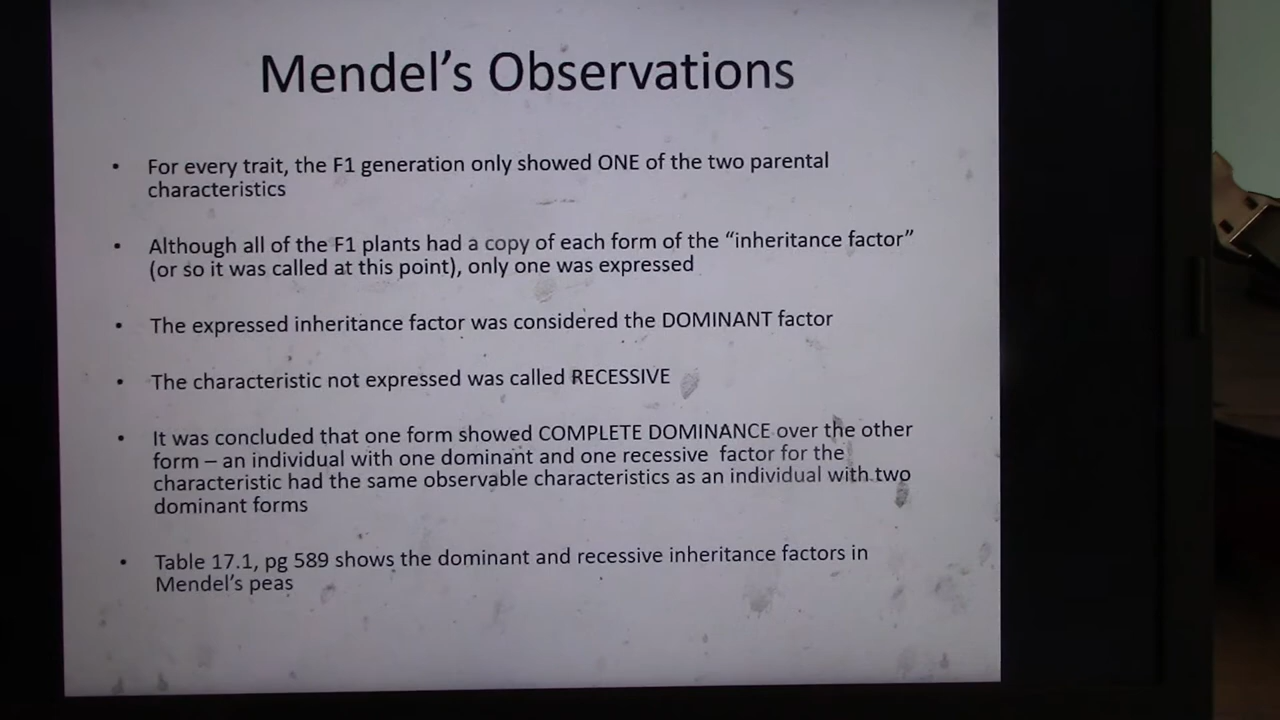 Mendel's Observations
• For every trait, the F1 generation only showed ONE of the two parental
characteristics
• Although all of the F1 plants had a copy of each form of the “inheritance factor”
(or so it was called at this point), only one was expressed
• The expressed inheritance factor was considered the DOMINANT factor
• The characteristic not expressed was called RECESSIVE
• It was concluded that one form showed COMPLETE DOMINANCE over the other
form – an individual with one dominant and one recessive factor for the
characteristic had the same observable characteristics as an individual with two
dominant forms
• Table 17.1, pg 589 shows the dominant and recessive inheritance factors in
Mendel's peas